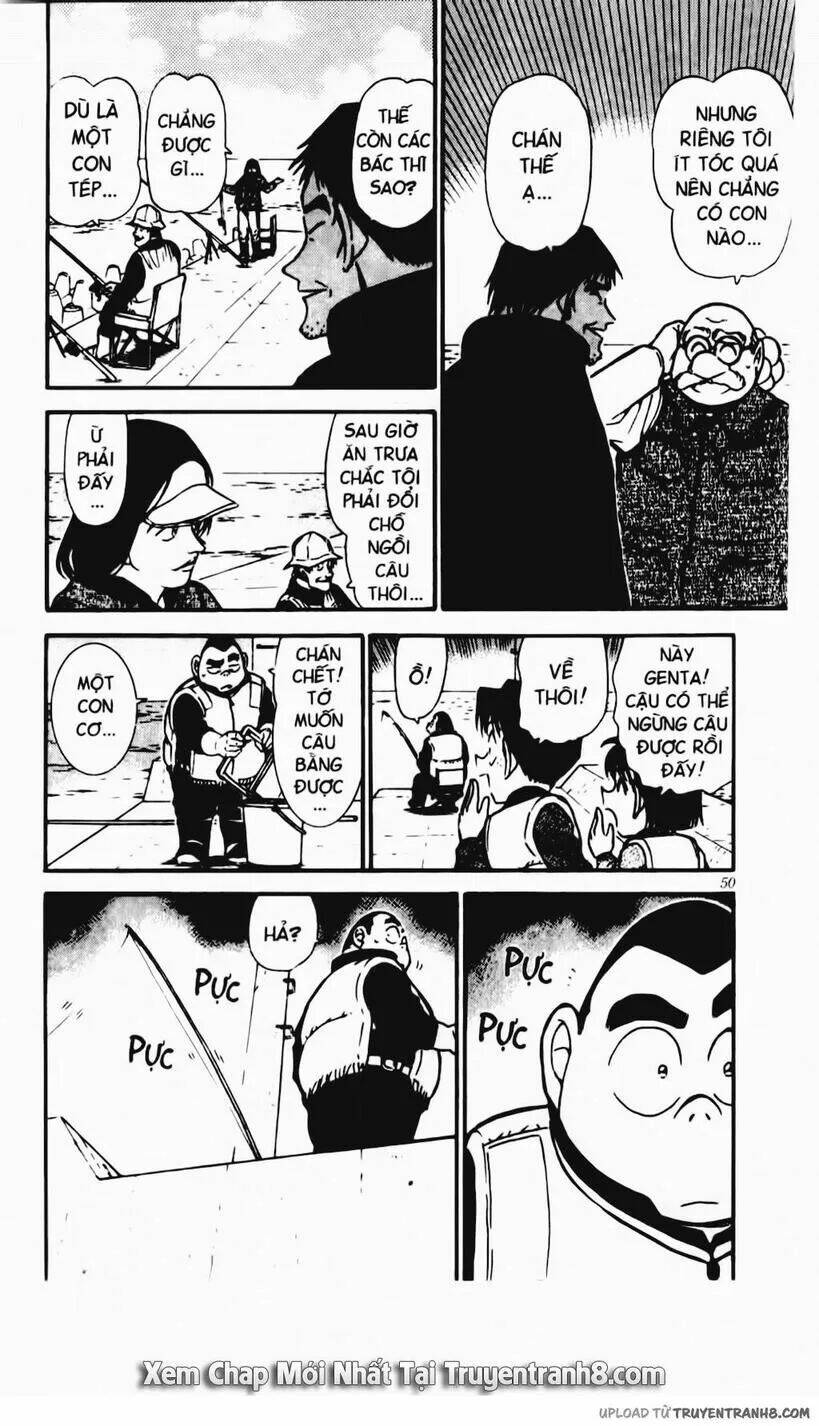 NHƯNG
RIÊNG TÔI
ÍT TÓC QUÁ
NÊN CHẲNG
CÓ CON
NÀO...
CHÁN
THẾ
Ạ...
THẾ
CÒN CÁC
BÁC THÌ
SAO?
CHẲNG
ĐƯỢC
GÌ...
DÙ LÀ
MỘT
CON
TÉP...
SAU GIỜ
ĂN TRƯA
CHẮC TÔI
PHẢI ĐỔI
CHỖ
NGỒI
CÂU
THÔI...
Ừ
PHẢI
ĐẤY
...
NÀY
GENTA!
CẬU CÓ THỂ
NGỪNG CÂU
ĐƯỢC RỒI
ĐẤY!
VỀ
THÔI!
Ồ!
CHÁN
CHẾT!
TỚ
MUỐN
CÂU
BẰNG
ĐƯỢC
...
MỘT
CON
CƠ...
50
PỰC
PỰC
HẢ?
PỰC
PỰC
Xem Chap Mới Nhất Tại Truyentranh8.com
UPLOAD TỪ TRUYENTRANH8.COM